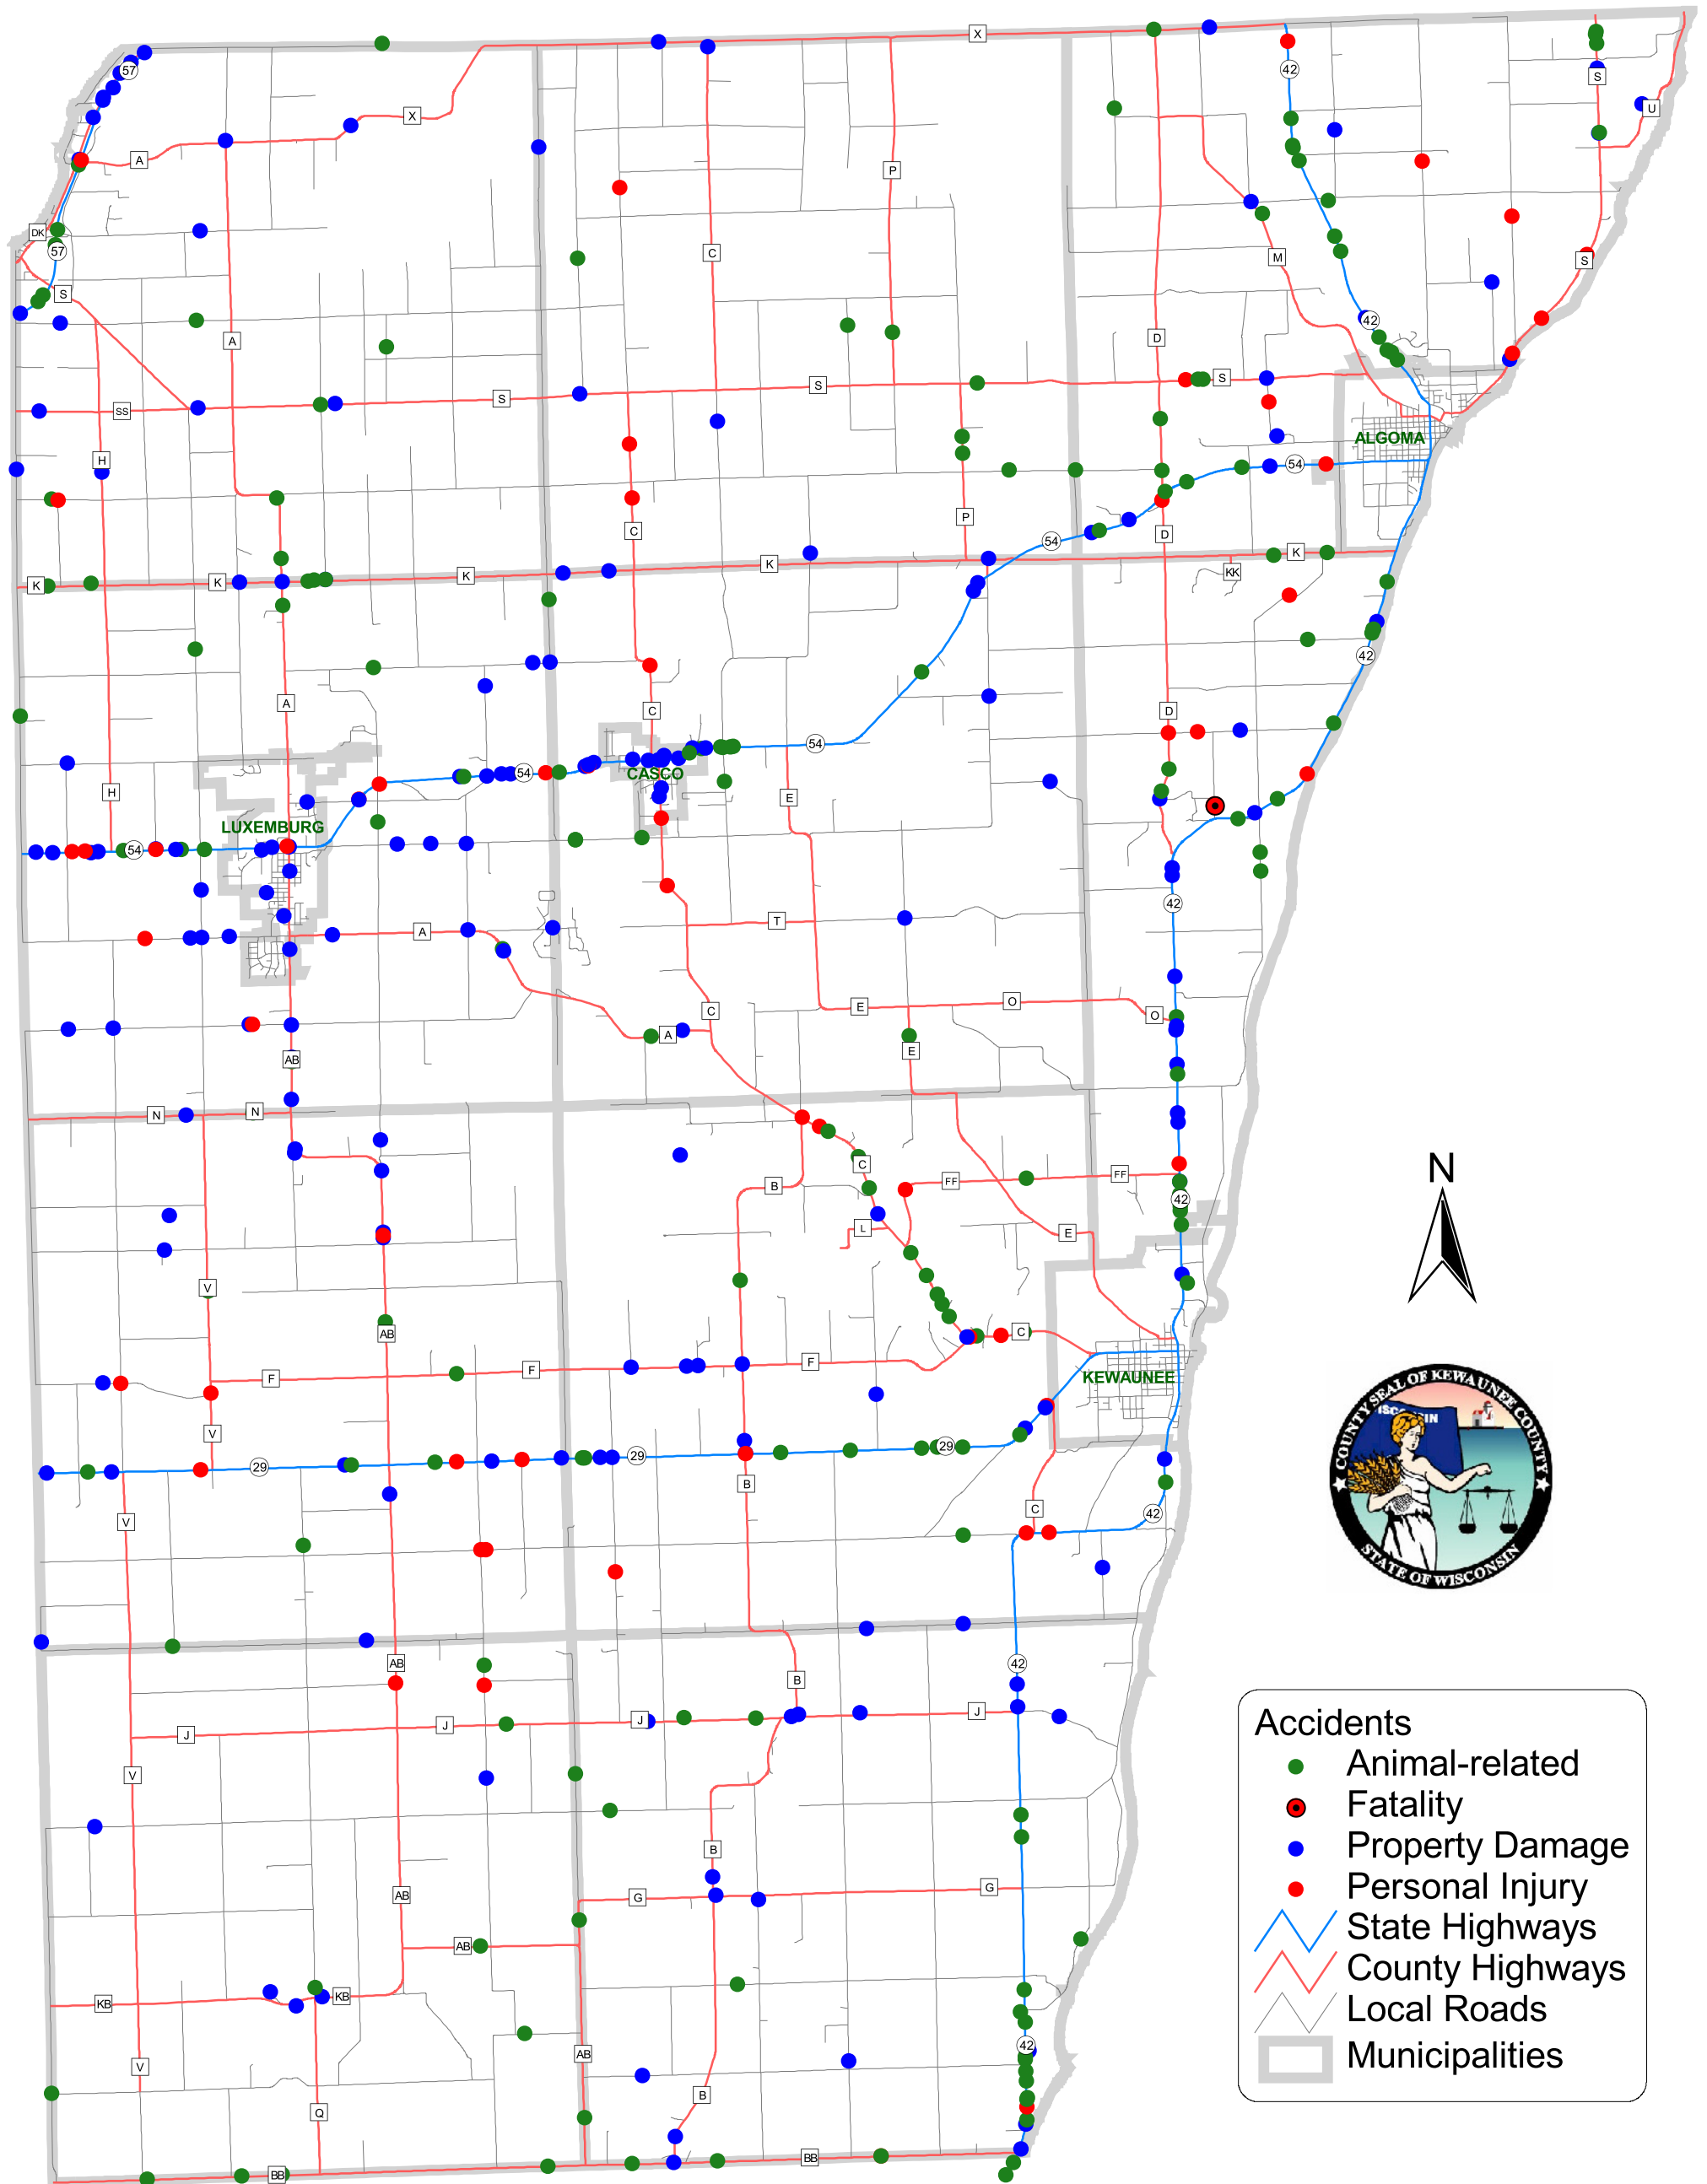 X
57
42
S
U
X
A
P
DK
57
C
M
S
S
42
A
D
S
S
S
SS
ALGOMA
H
54
P
C
D
54
K
K
K
K
K
KK
42
A
C
D
54
54
CASCO
H
E
LUXEMBURG
54
42
T
A
C
E
O
O
A
E
AB
N
N
C
FF
FF
B
42
L
E
N
V
AB
C
F
F
F
KEWAUNEE
COUNTY SEAL OF KEWAUNEE COUNTY
V
29
29
29
B
C
42
V
STATE OF WISCONSIN
AB
42
B
J
J
J
J
Accidents
V
Animal-related
Fatality
B
Property Damage
G
G
AB
Personal Injury
State Highways
AB
County Highways
KB
KB
Local Roads
42
AB
Municipalities
V
B
Q
BB
BB